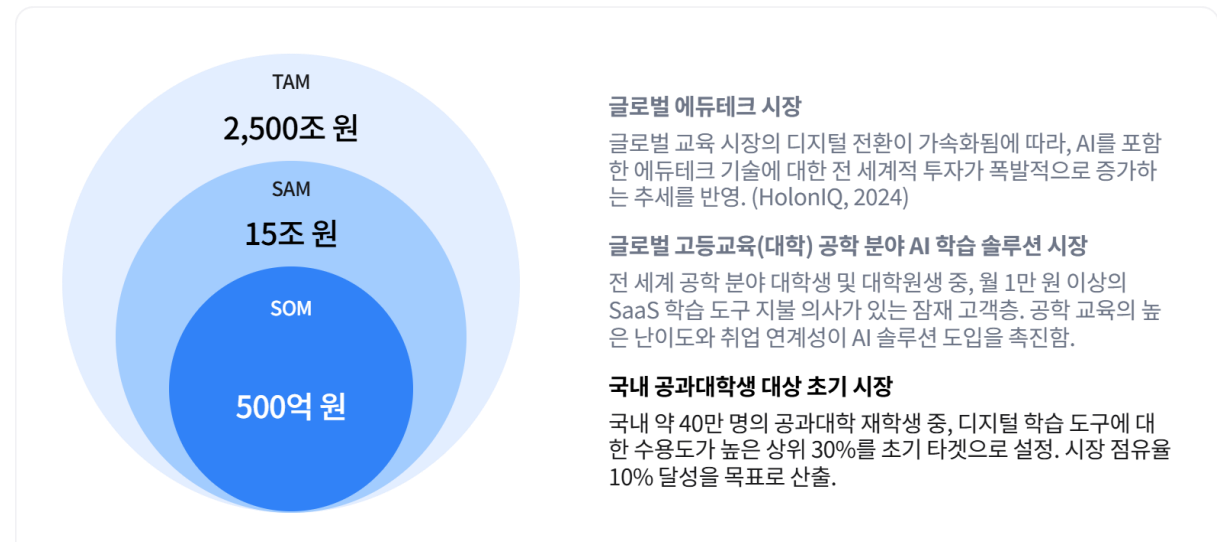 TAM
2,500조 원
SAM
15조 원
SOM
500억 원
글로벌 에듀테크 시장
글로벌 교육 시장의 디지털 전환이 가속화됨에 따라, AI를 포함
한 에듀테크 기술에 대한 전 세계적 투자가 폭발적으로 증가하
는 추세를 반영. (HolonIQ, 2024)
글로벌 고등교육(대학) 공학 분야 AI 학습 솔루션 시장
전 세계 공학 분야 대학생 및 대학원생 중, 월 1만 원 이상의
SaaS 학습 도구 지불 의사가 있는 잠재 고객층. 공학 교육의 높
은 난이도와 취업 연계성이 AI 솔루션 도입을 촉진함.
국내 공과대학생 대상 초기 시장
국내 약 40만 명의 공과대학 재학생 중, 디지털 학습 도구에 대
한 수용도가 높은 상위 30%를 초기 타겟으로 설정. 시장 점유율
10% 달성을 목표로 산출.